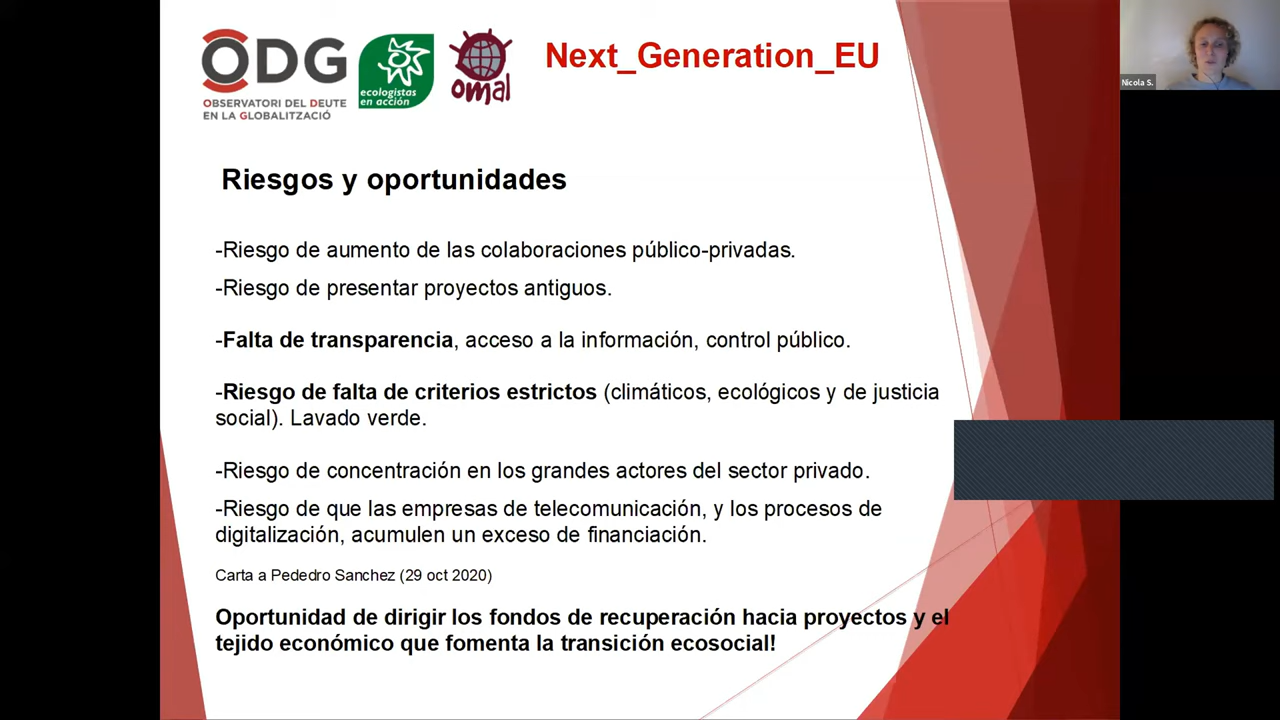 ODG
OBSERVATORI DEL DEUTE
EN LA GLOBALITZACIÓ
ecologistas
en acción
omal
Next_Generation_EU
Nicola S.
Riesgos y oportunidades
-Riesgo de aumento de las colaboraciones público-privadas.
-Riesgo de presentar proyectos antiguos.
-Falta de transparencia, acceso a la información, control público.
-Riesgo de falta de criterios estrictos (climáticos, ecológicos y de justicia
social). Lavado verde.
-Riesgo de concentración en los grandes actores del sector privado.
-Riesgo de que las empresas de telecomunicación, y los procesos de
digitalización, acumulen un exceso de financiación.
Carta a Pededro Sanchez (29 oct 2020)
Oportunidad de dirigir los fondos de recuperación hacia proyectos y el
tejido económico que fomenta la transición ecosocial!